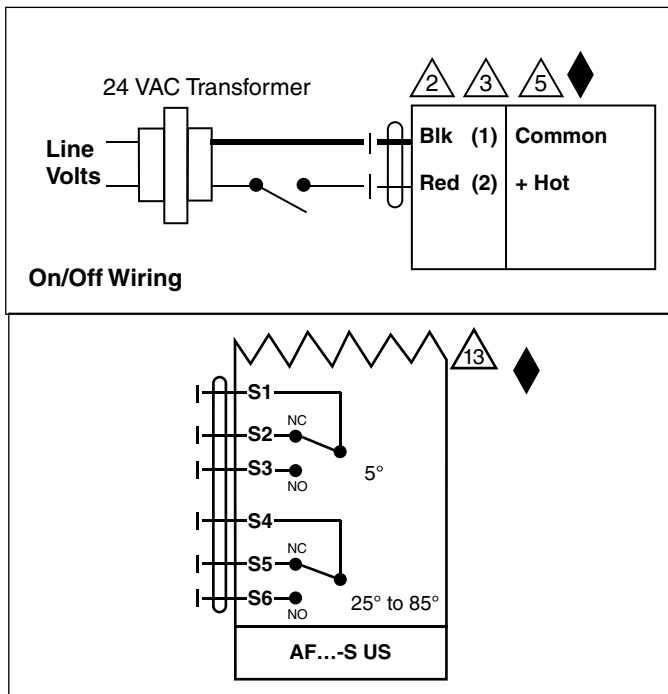 24 VAC Transformer
2 3 5
Line Volts
Blk (1) Common
Red (2) + Hot
On/Off Wiring
13
S1
NC
S2
S3
NO
5°
S4
NC
S5
S6
NO
25° to 85°
AF...-S US